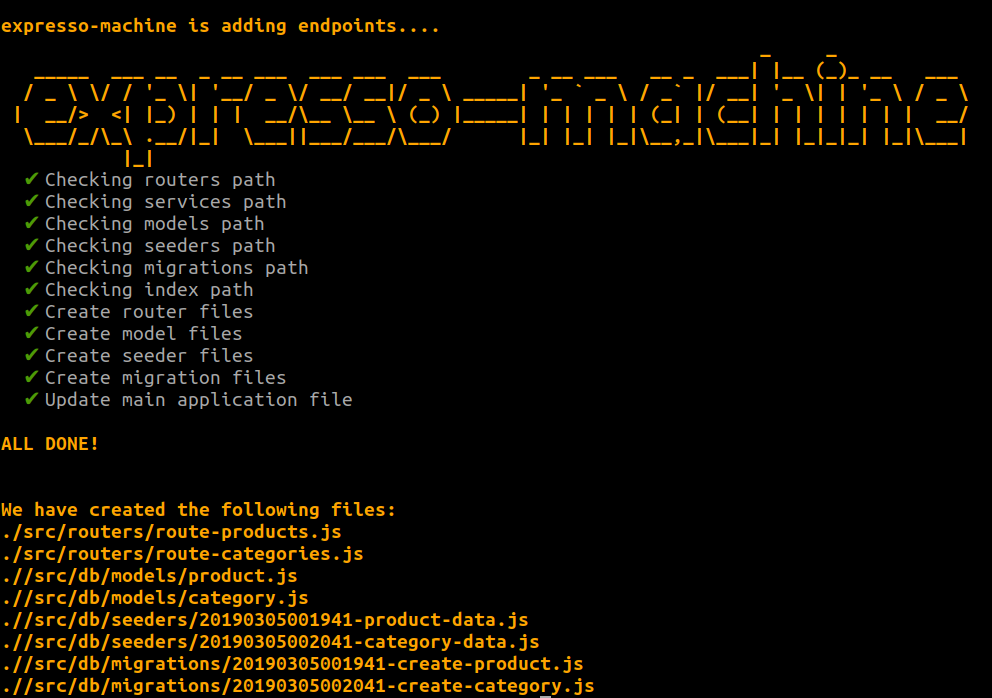 expresso-machine is adding endpoints....
expresso-machine
✔ Checking routers path
✔ Checking services path
✔ Checking models path
✔ Checking seeders path
✔ Checking migrations path
✔ Checking index path
✔ Create router files
✔ Create model files
✔ Create seeder files
✔ Create migration files
✔ Update main application file
ALL DONE!
We have created the following files:
./src/routers/route-products.js
./src/routers/route-categories.js
.//src/db/models/product.js
.//src/db/models/category.js
.//src/db/seeders/20190305001941-product-data.js
.//src/db/seeders/20190305002041-category-data.js
.//src/db/migrations/20190305001941-create-product.js
.//src/db/migrations/20190305002041-create-category.js